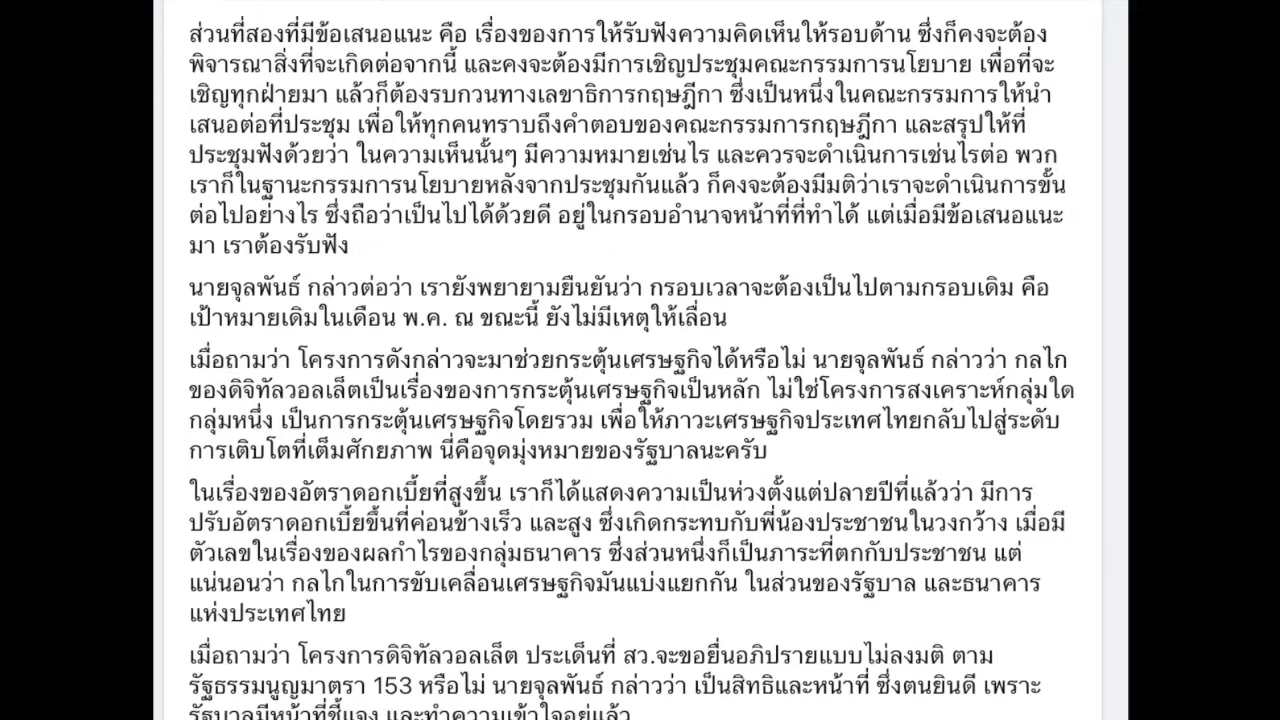 ส่วนที่สองที่มีข้อเสนอแนะ คือ เรื่องของการให้รับฟังความคิดเห็นให้รอบด้าน ซึ่งก็คงจะต้อง
พิจารณาสิ่งที่จะเกิดต่อจากนี้ และคงจะต้องมีการเชิญประชุมคณะกรรมการนโยบาย เพื่อที่จะ
เชิญทุกฝ่ายมา แล้วก็ต้องรบกวนทางเลขาธิการกฤษฎีกา ซึ่งเป็นหนึ่งในคณะกรรมการให้นำ
เสนอต่อที่ประชุม เพื่อให้ทุกคนทราบถึงคำตอบของคณะกรรมการกฤษฎีกา และสรุปให้ที่
ประชุมฟังด้วยว่า ในความเห็นนั้นๆ มีความหมายเช่นไร และควรจะดำเนินการเช่นไรต่อ พวก
เราก็ในฐานะกรรมการนโยบายหลังจากประชุมกันแล้ว ก็คงจะต้องมีมติว่าเราจะดำเนินการขั้น
ต่อไปอย่างไร ซึ่งถือว่าเป็นไปได้ด้วยดี อยู่ในกรอบอำนาจหน้าที่ที่ทำได้ แต่เมื่อมีข้อเสนอแนะ
มา เราต้องรับฟัง
นายจุลพันธ์ กล่าวต่อว่า เรายังพยายามยืนยันว่า กรอบเวลาจะต้องเป็นไปตามกรอบเดิม คือ
เป้าหมายเดิมในเดือน พ.ค. ณ ขณะนี้ ยังไม่มีเหตุให้เลื่อน
เมื่อถามว่า โครงการดังกล่าวจะมาช่วยกระตุ้นเศรษฐกิจได้หรือไม่ นายจุลพันธ์ กล่าวว่า กลไก
ของดิจิทัลวอลเล็ตเป็นเรื่องของการกระตุ้นเศรษฐกิจเป็นหลัก ไม่ใช่โครงการสงเคราะห์กลุ่มใด
กลุ่มหนึ่ง เป็นการกระตุ้นเศรษฐกิจโดยรวม เพื่อให้ภาวะเศรษฐกิจประเทศไทยกลับไปสู่ระดับ
การเติบโตที่เต็มศักยภาพ นี่คือจุดมุ่งหมายของรัฐบาลนะครับ
ในเรื่องของอัตราดอกเบี้ยที่สูงขึ้น เราก็ได้แสดงความเป็นห่วงตั้งแต่ปลายปีที่แล้วว่า มีการ
ปรับอัตราดอกเบี้ยขึ้นที่ค่อนข้างเร็ว และสูง ซึ่งเกิดกระทบกับพี่น้องประชาชนในวงกว้าง เมื่อมี
ตัวเลขในเรื่องของผลกำไรของกลุ่มธนาคาร ซึ่งส่วนหนึ่งก็เป็นภาระที่ตกกับประชาชน แต่
แน่นอนว่า กลไกในการขับเคลื่อนเศรษฐกิจมันแบ่งแยกกัน ในส่วนของรัฐบาล และธนาคาร
แห่งประเทศไทย
เมื่อถามว่า โครงการดิจิทัลวอลเล็ต ประเด็นที่ สว.จะขอยื่นอภิปรายแบบไม่ลงมติ ตาม
รัฐธรรมนูญมาตรา 153 หรือไม่ นายจุลพันธ์ กล่าวว่า เป็นสิทธิและหน้าที่ ซึ่งตนยินดี เพราะ
รัฐบาลมีหน้าที่ชี้แจง และทำความเข้าใจอยู่แล้ว